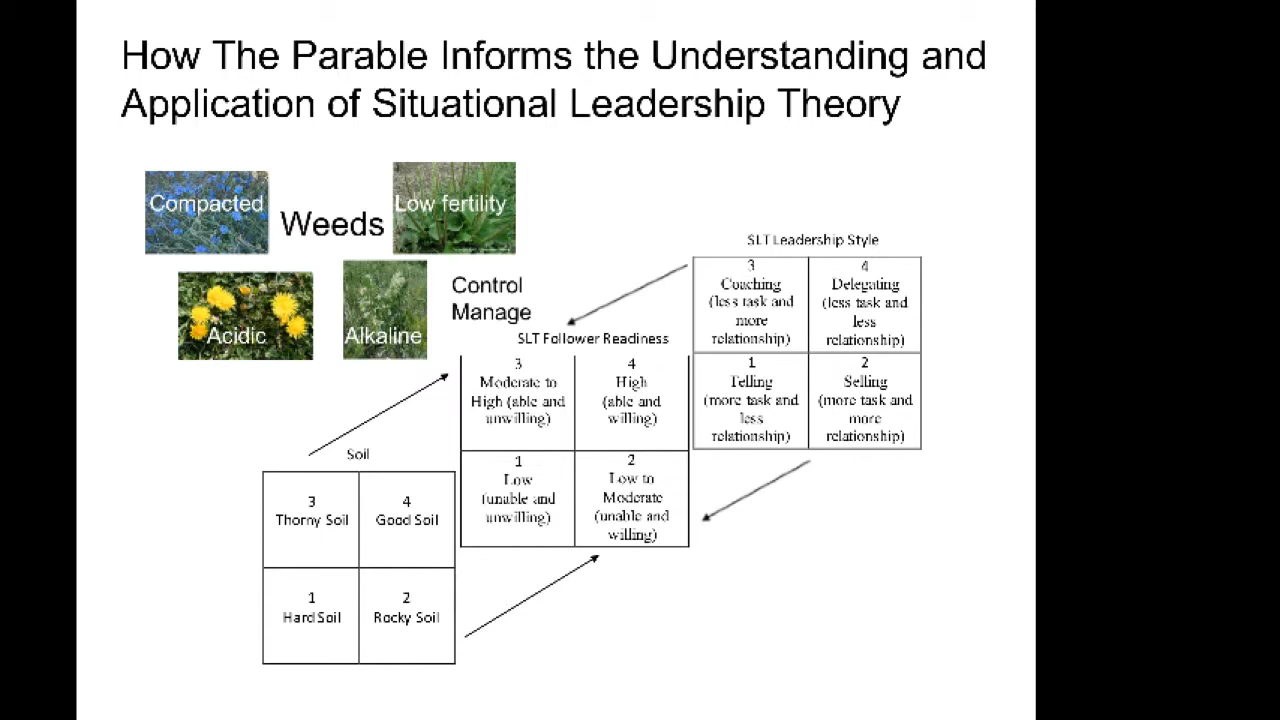 How The Parable Informs the Understanding and
Application of Situational Leadership Theory
Compacted
Weeds
Low fertility
Acidic
Alkaline
Control
Manage
SLT Leadership Style
3
Coaching
(less task and
more
relationship)
4
Delegating
(less task and
less
relationship)
1
Telling
(more task and
less
relationship)
2
Selling
(more task and
more
relationship)
SLT Follower Readiness
3
Moderate to
High (able and
unwilling)
4
High
(able and
willing)
1
Low
(unable and
unwilling)
2
Low to
Moderate
(unable and
willing)
Soil
3
Thorny Soil
4
Good Soil
1
Hard Soil
2
Rocky Soil